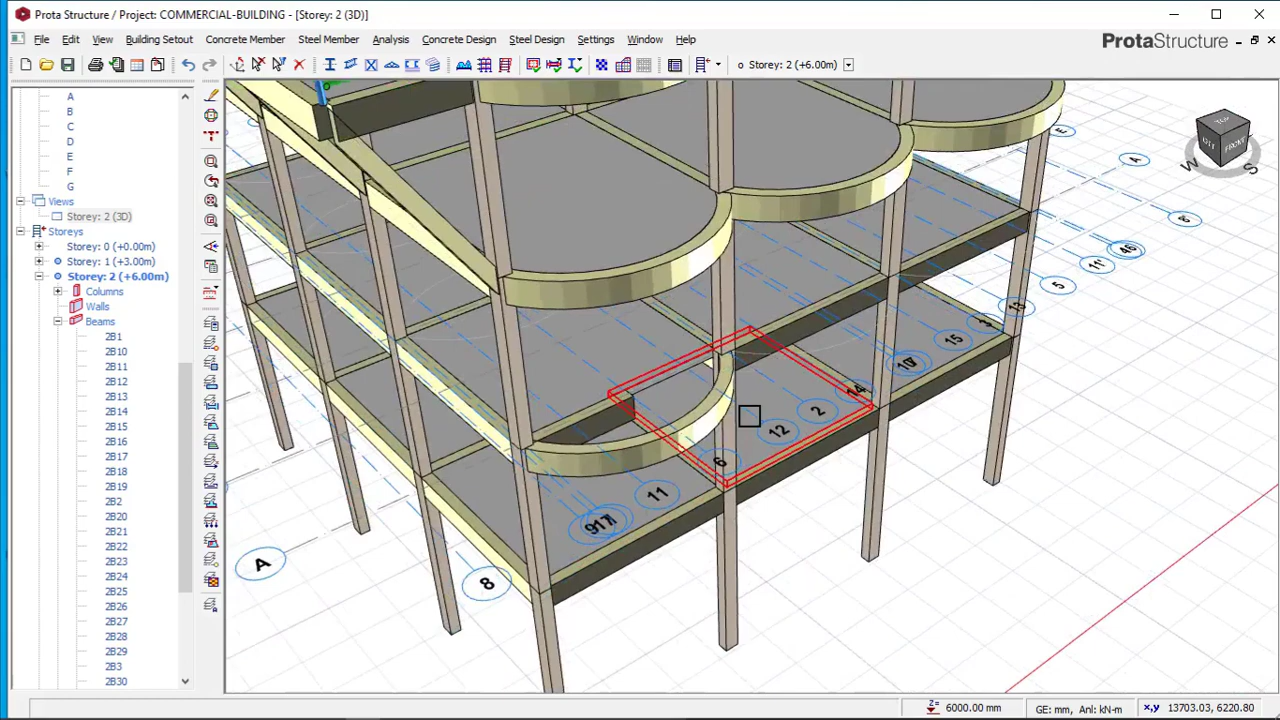 Prota Structure / Project: COMMERCIAL-BUILDING - [Storey: 2 (3D)]
File Edit View Building Setout Concrete Member Steel Member Analysis Concrete Design Steel Design Settings Window Help
ProtaStructure
Storey: 2 (+6.00m)
A
B
C
D
E
F
G
Views
Storey: 2 (3D)
Storeys
Storey: 0 (+0.00m)
Storey: 1 (+3.00m)
Storey: 2 (+6.00m)
Columns
Walls
Beams
2B1
2B10
2B11
2B12
2B13
2B14
2B15
2B16
2B17
2B18
2B19
2B2
2B20
2B21
2B22
2B23
2B24
2B25
2B26
2B27
2B28
2B29
2B3
2B30
TOP
FRONT
W
S
A
5
13
15
14
2
12
6
11
8
A
Z= 6000.00 mm
GE: mm, Anl: kN-m
x,y 13703.03, 6220.80